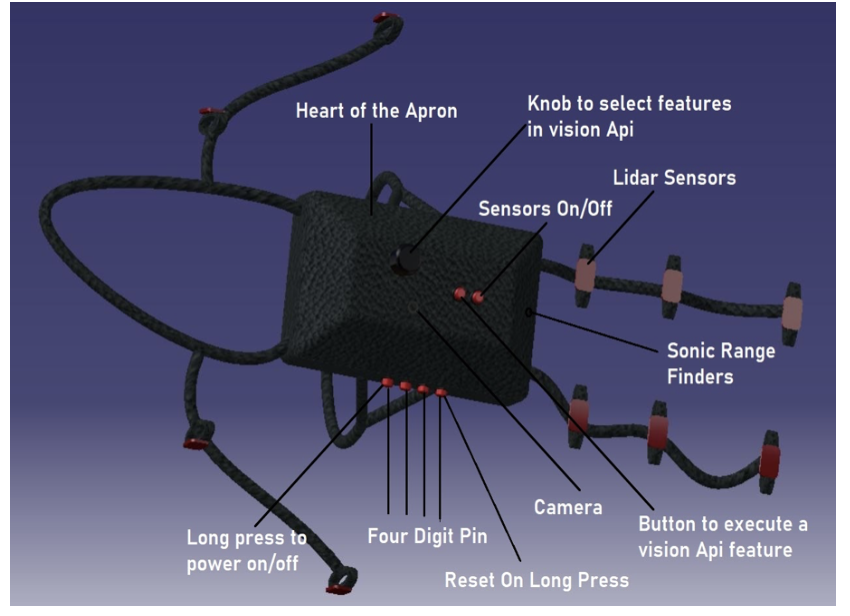 Heart of the Apron
Knob to select features
in vision Api
Lidar Sensors
Sensors On/Off
Sonic Range
Finders
Camera
Button to execute a
vision Api feature
Long press to
power on/off
Four Digit Pin
Reset On Long Press